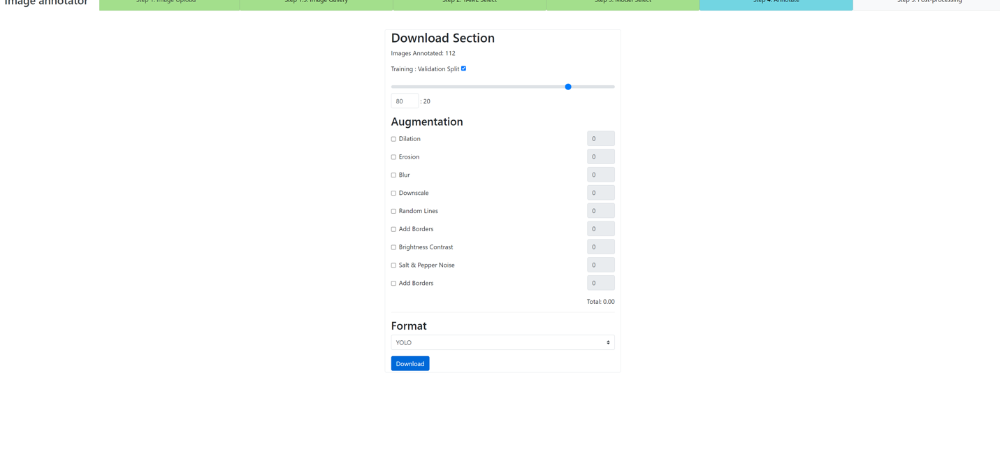 Image annotator
Step 1: Image Upload
Step 1.5: Image Gallery
Step 2: YAML Select
Step 3: Model Select
Step 4: Annotate
Step 5: Post-processing
Download Section
Images Annotated: 112
Training : Validation Split
80 : 20
Augmentation
Dilation 0
Erosion 0
Blur 0
Downscale 0
Random Lines 0
Add Borders 0
Brightness Contrast 0
Salt & Pepper Noise 0
Add Borders 0
Total: 0.00
Format
YOLO
Download